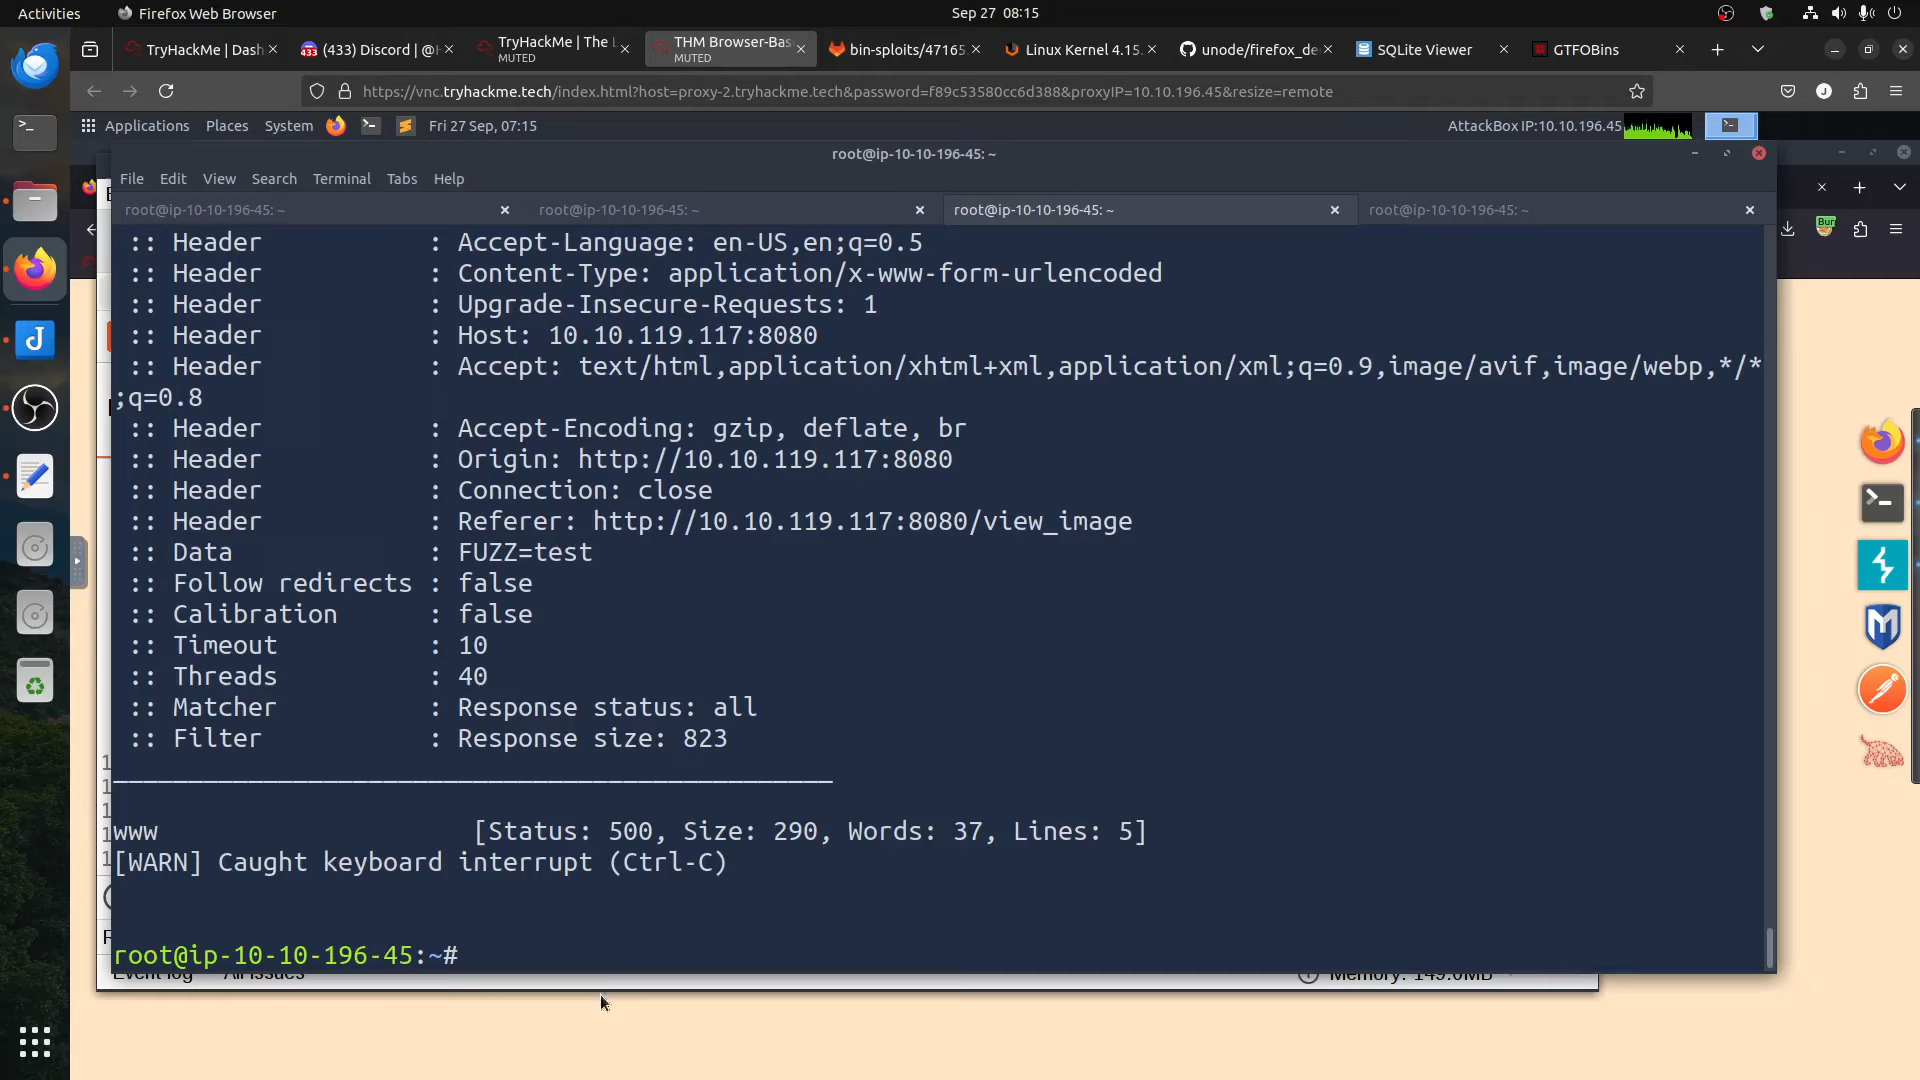 Activities
Firefox Web Browser
Sep 27 08:15
TryHackMe | Dash
(433) Discord | @H
TryHackMe | The L
MUTED
THM Browser-Bas
MUTED
bin-sploits/47165
Linux Kernel 4.15.
unode/firefox_de
SQLite Viewer
GTFOBins
https://vnc.tryhackme.tech/index.html?host=proxy-2.tryhackme.tech&password=f89c53580cc6d388&proxyIP=10.10.196.45&resize=remote
Applications
Places
System
Fri 27 Sep, 07:15
AttackBox IP:10.10.196.45
root@ip-10-10-196-45: ~
File Edit View Search Terminal Tabs Help
root@ip-10-10-196-45: ~
root@ip-10-10-196-45: ~
root@ip-10-10-196-45: ~
root@ip-10-10-196-45: ~
:: Header : Accept-Language: en-US,en;q=0.5
:: Header : Content-Type: application/x-www-form-urlencoded
:: Header : Upgrade-Insecure-Requests: 1
:: Header : Host: 10.10.119.117:8080
:: Header : Accept: text/html,application/xhtml+xml,application/xml;q=0.9,image/avif,image/webp,*/*
;q=0.8
:: Header : Accept-Encoding: gzip, deflate, br
:: Header : Origin: http://10.10.119.117:8080
:: Header : Connection: close
:: Header : Referer: http://10.10.119.117:8080/view_image
:: Data : FUZZ=test
:: Follow redirects : false
:: Calibration : false
:: Timeout : 10
:: Threads : 40
:: Matcher : Response status: all
:: Filter : Response size: 823
www [Status: 500, Size: 290, Words: 37, Lines: 5]
[WARN] Caught keyboard interrupt (Ctrl-C)
root@ip-10-10-196-45:~#
Event log All issues
Memory: 149.0MB